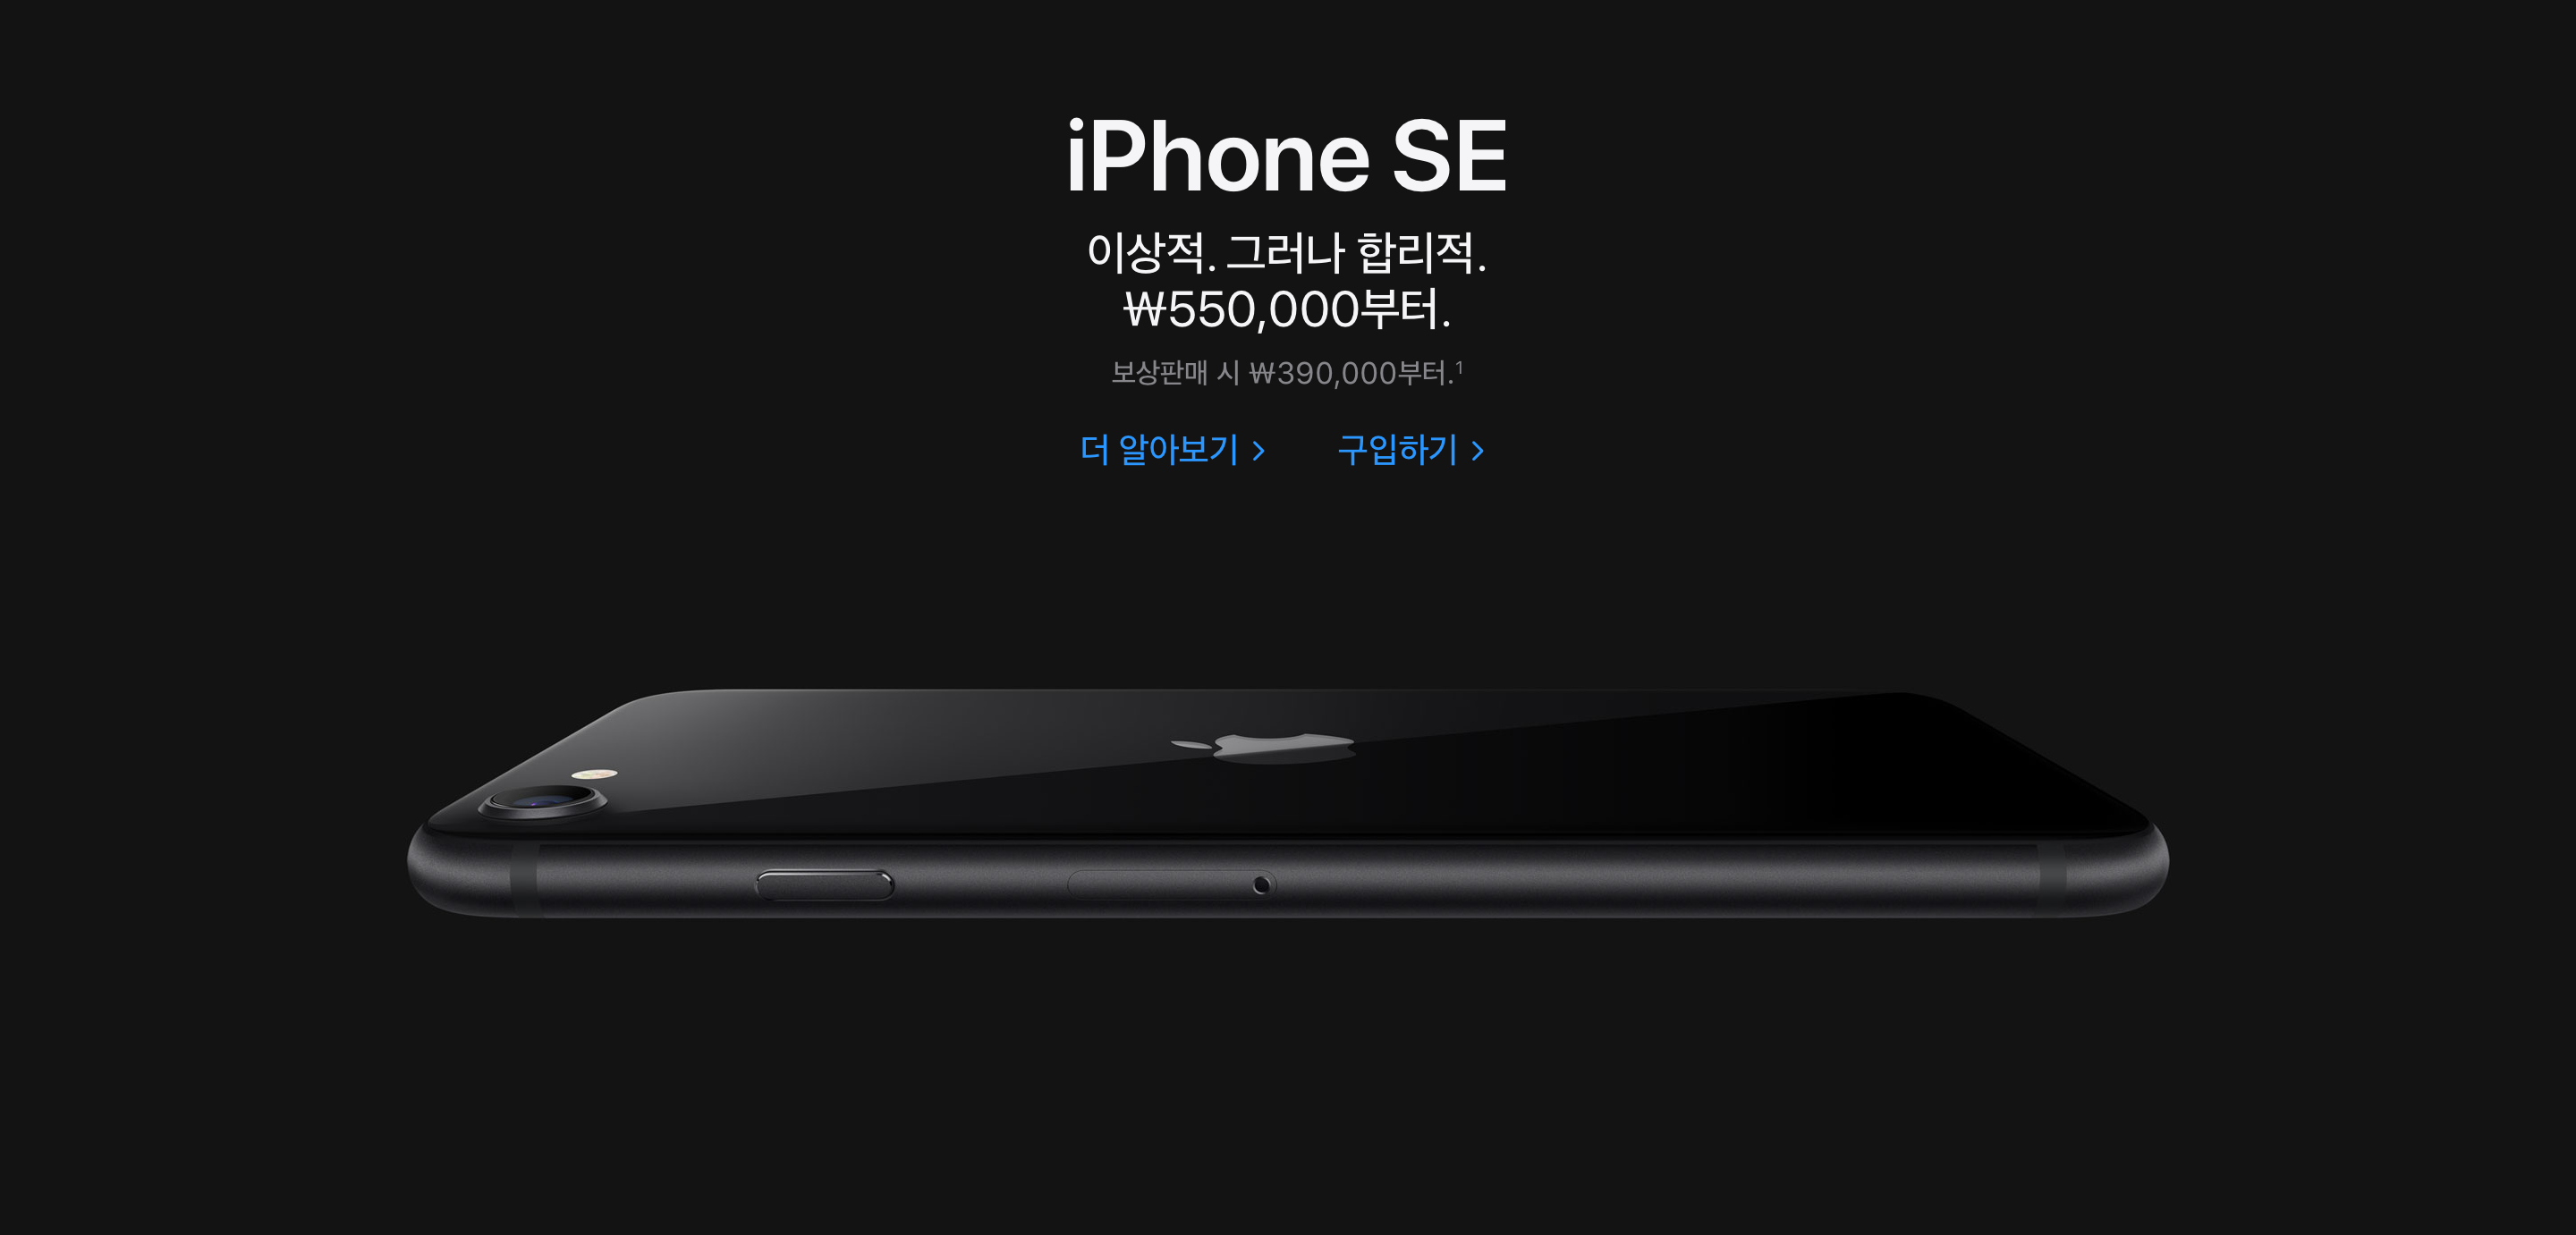 iPhone SE
이상적. 그러나 합리적.
₩550,000부터.
보상판매 시 ₩390,000부터.¹
더 알아보기 >
구입하기 >